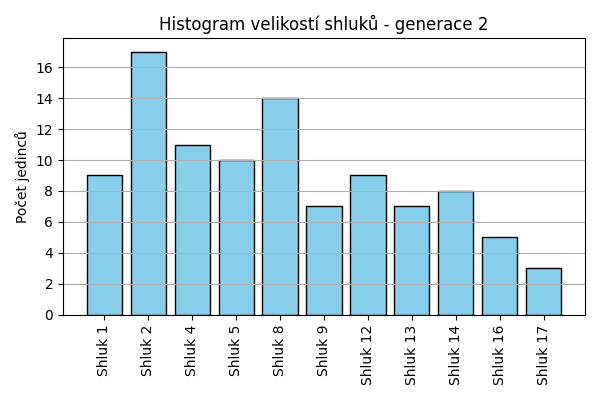 Histogram velikostí shluků - generace 2
Počet jedinců
16
14
12
10
8
6
4
2
0
Shluk 1
Shluk 2
Shluk 4
Shluk 5
Shluk 8
Shluk 9
Shluk 12
Shluk 13
Shluk 14
Shluk 16
Shluk 17